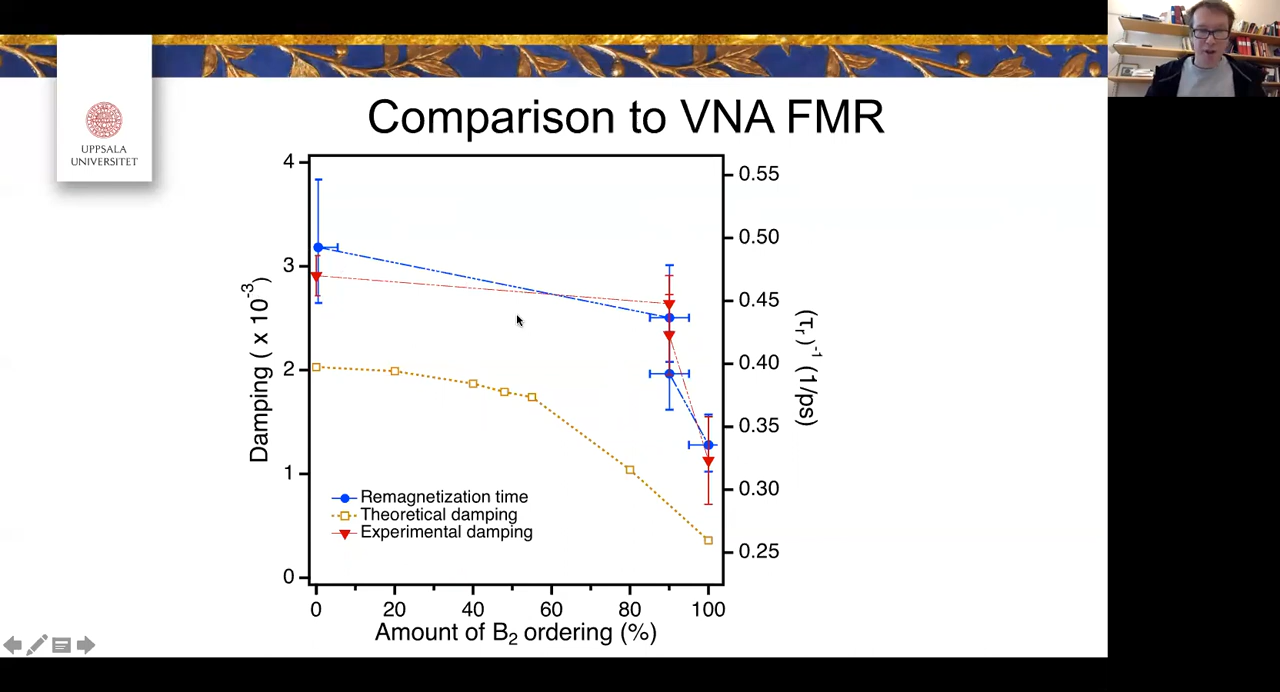 Comparison to VNA FMR
UPPSALA
UNIVERSITET
4
3
2
1
0
Damping ( x 10⁻³)
0.55
0.50
0.45
0.40
0.35
0.30
0.25
(τᵣ)⁻¹ (1/ps)
Remagnetization time
Theoretical damping
Experimental damping
0 20 40 60 80 100
Amount of B₂ ordering (%)